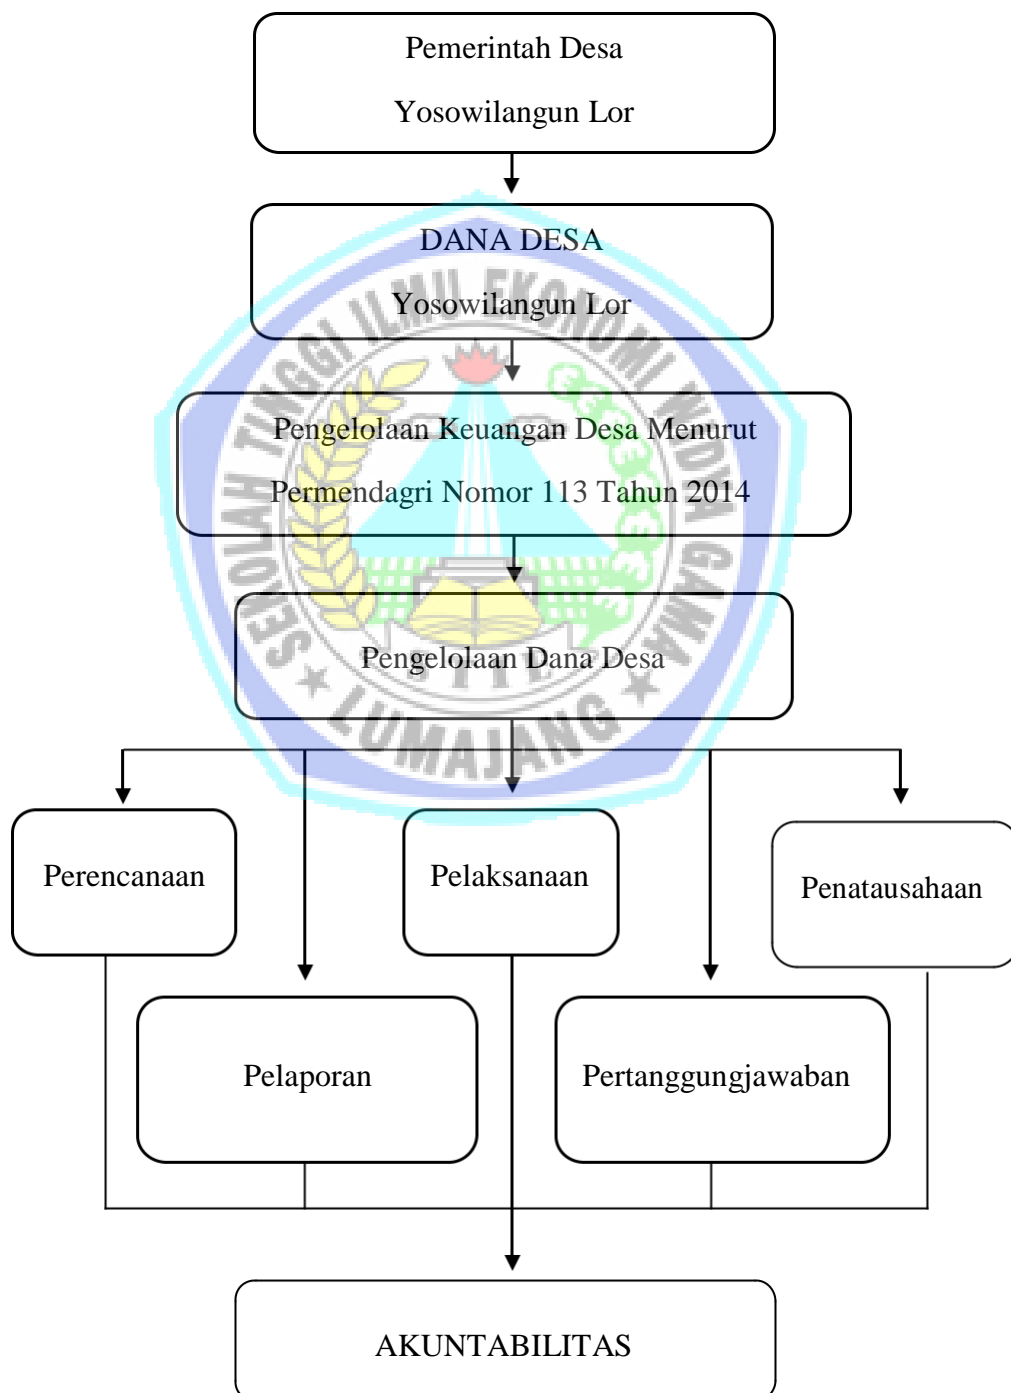 Pemerintah Desa
Yosowilangun Lor
DANA DESA
Yosowilangun Lor
Pengelolaan Keuangan Desa Menurut
Permendagri Nomor 113 Tahun 2014
Pengelolaan Dana Desa
Perencanaan
Pelaksanaan
Penatausahaan
Pelaporan
Pertanggungjawaban
AKUNTABILITAS
SEKOLAH TINGGI ILMU EKONOMI WIDYA GAMA
LUMAJANG